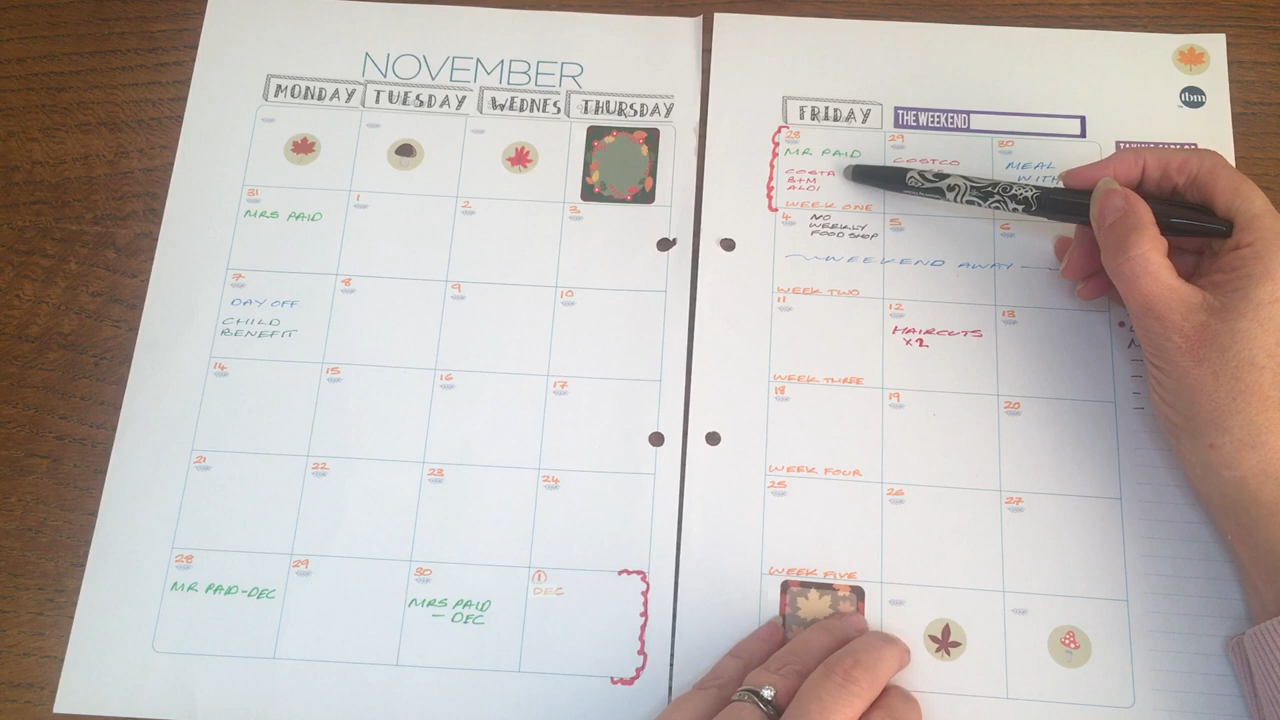 NOVEMBER
MONDAY TUESDAY WEDNES THURSDAY
31 1 2 3
MRS PAID
7 8 9 10
DAY OFF
CHILD
BENEFIT
14 15 16 17
21 22 23 24
28 29 30 1
MR PAID-DEC
MRS PAID
- DEC
DEC
tbm
FRIDAY THE WEEKEND
28 29 30
MR PAID
COSTA
B+M
ALDI
WEEK ONE
COSTCO
MEAL
WITH
4 5 6
NO
WEEKLY
FOOD SHOP
WEEKEND AWAY
WEEK TWO
11 12 13
HAIRCUTS
X2
WEEK THREE
18 19 20
WEEK FOUR
25 26 27
WEEK FIVE
TAKING CARE OF